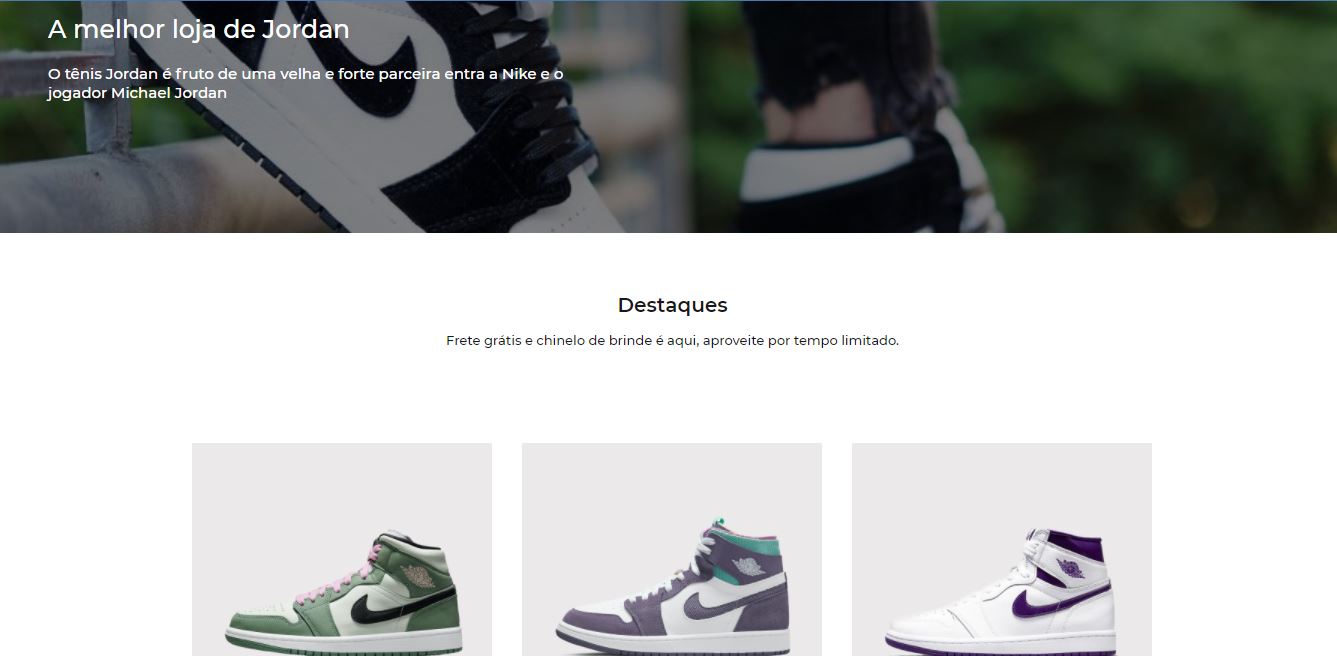 A melhor loja de Jordan
O tênis Jordan é fruto de uma velha e forte parceira entra a Nike e o
jogador Michael Jordan
Destaques
Frete grátis e chinelo de brinde é aqui, aproveite por tempo limitado.